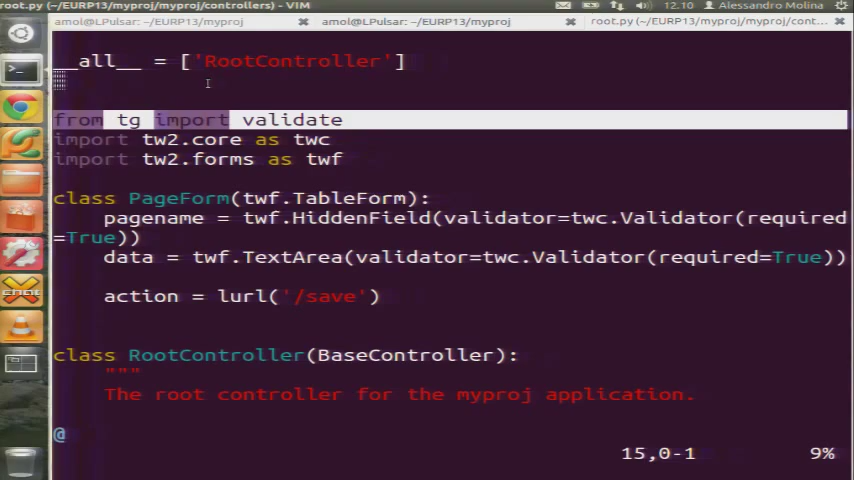 root.py (~/EURP13/myproj/myproj/controllers) - VIM
12.10 Alessandro Molina
amol@LPulsar: ~/EURP13/myproj
amol@LPulsar: ~/EURP13/myproj
root.py (~/EURP13/myproj/myproj/cont...
__all__ = ['RootController']
from tg import validate
import tw2.core as twc
import tw2.forms as twf
class PageForm(twf.TableForm):
pagename = twf.HiddenField(validator=twc.Validator(required
=True))
data = twf.TextArea(validator=twc.Validator(required=True))
action = lurl('/save')
class RootController(BaseController):
"""
The root controller for the myproj application.
@
15,0-1 9%